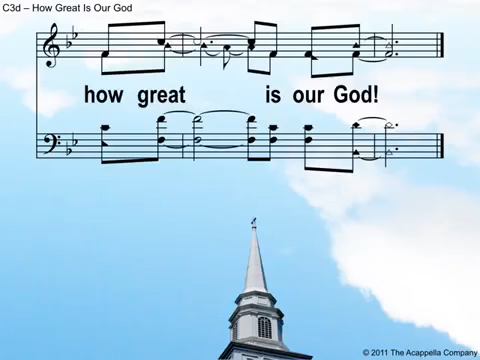 C3d – How Great Is Our God
how great is our God!
© 2011 The Acappella Company